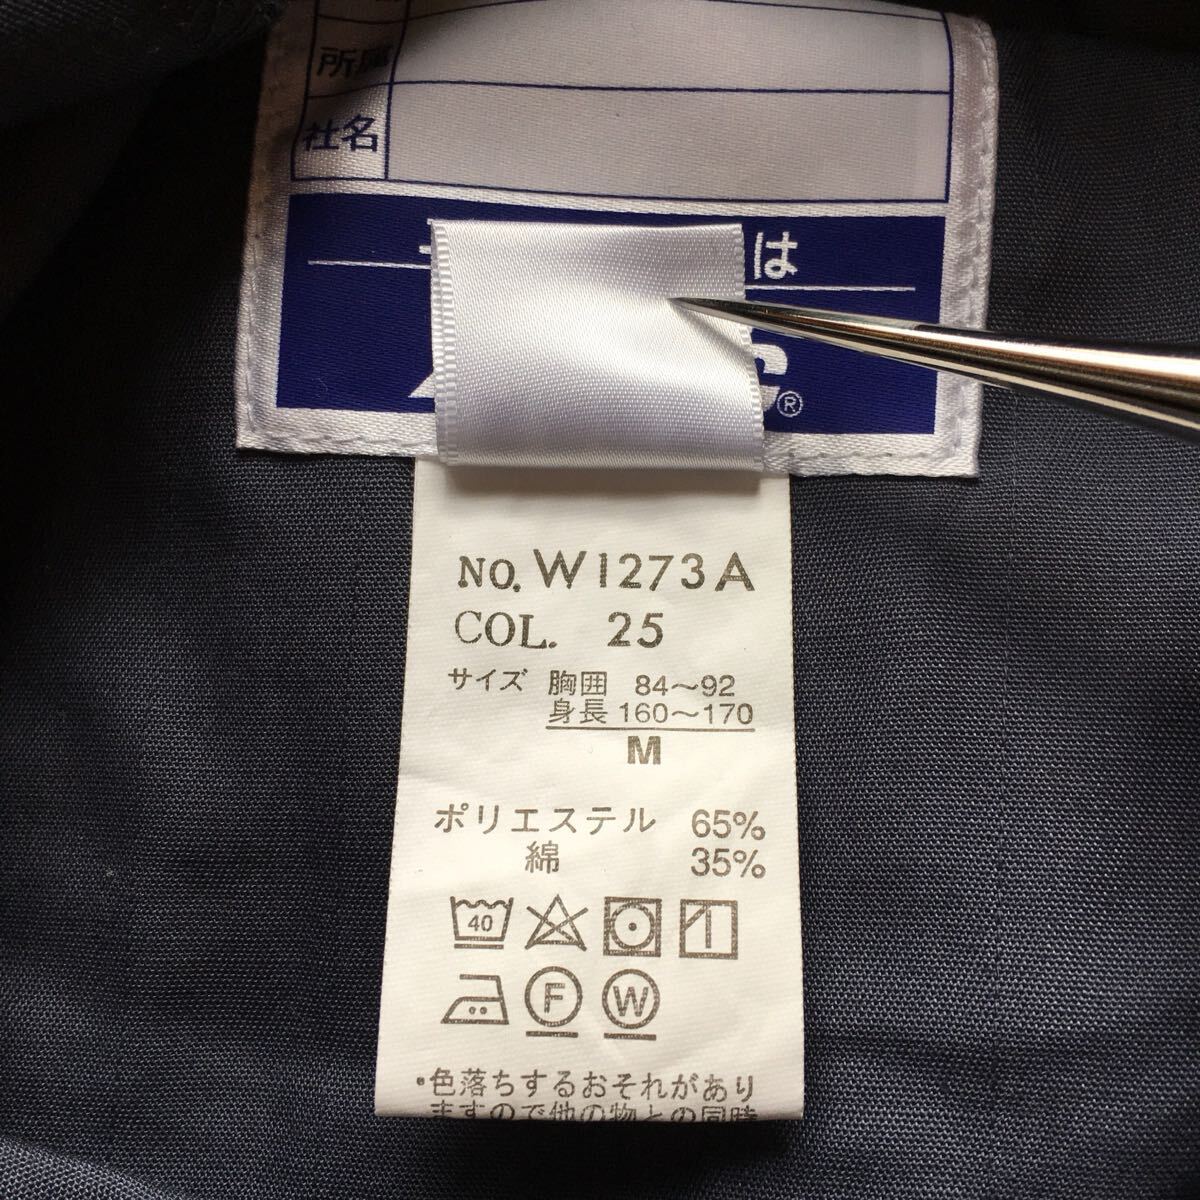 社名
は
®
NO. W1273A
COL. 25
サイズ 胸囲 84～92
身長 160～170
M
ポリエステル 65%
綿 35%
40
F W
・色落ちするおそれがあり
ますので他の物との同時